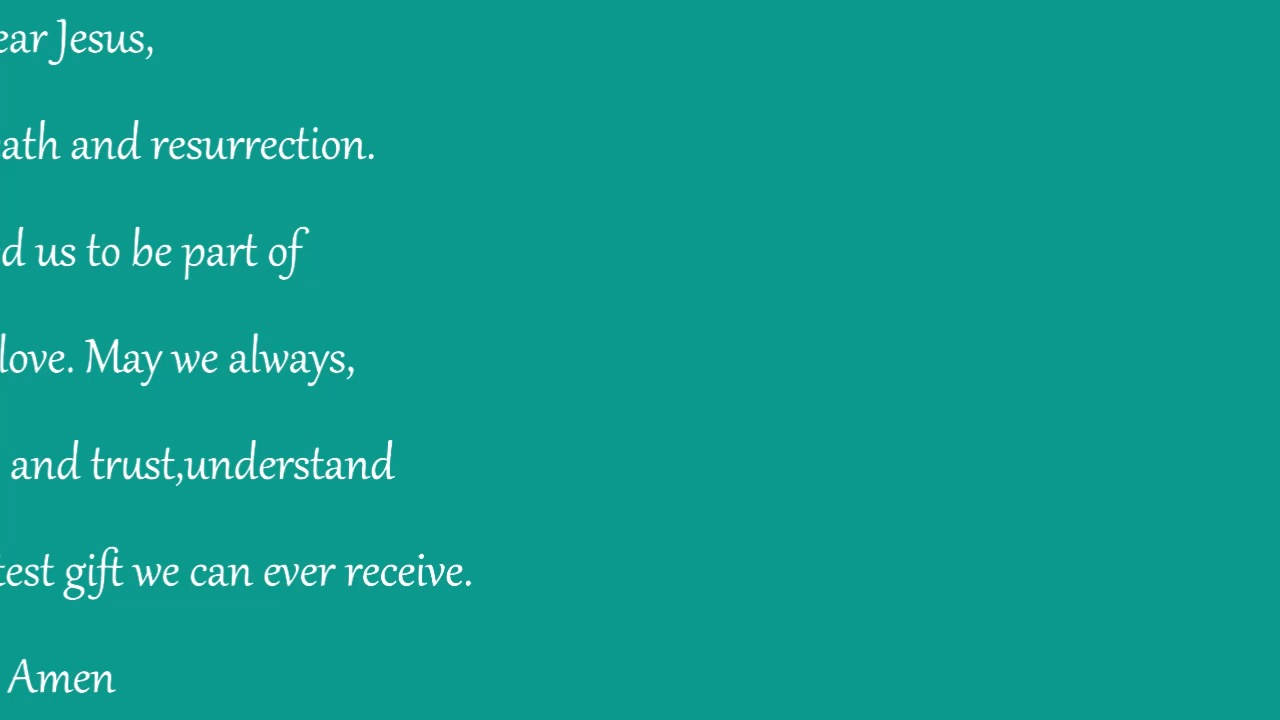 ear Jesus,
ath and resurrection.
d us to be part of
love. May we always,
and trust,understand
test gift we can ever receive.
Amen